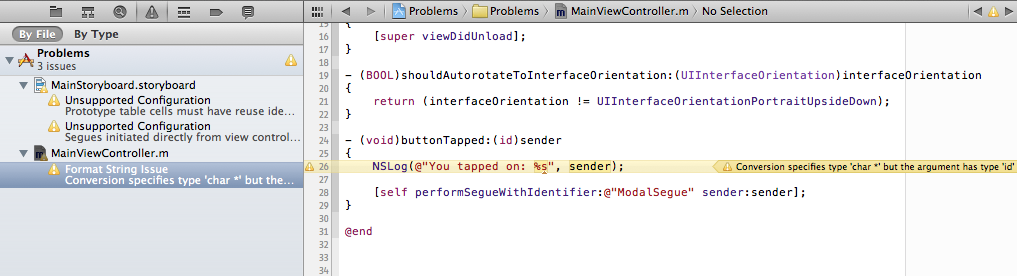 Problems > Problems > MainViewController.m > No Selection
By File By Type
Problems
3 issues
MainStoryboard.storyboard
Unsupported Configuration
Prototype table cells must have reuse ide...
Unsupported Configuration
Segues initiated directly from view control...
MainViewController.m
Format String Issue
Conversion specifies type 'char *' but the...
15 {
16 [super viewDidUnload];
17 }
18
19 - (BOOL)shouldAutorotateToInterfaceOrientation:(UIInterfaceOrientation)interfaceOrientation
20 {
21 return (interfaceOrientation != UIInterfaceOrientationPortraitUpsideDown);
22 }
23
24 - (void)buttonTapped:(id)sender
25 {
26 NSLog(@"You tapped on: %s", sender); Conversion specifies type 'char *' but the argument has type 'id'
27
28 [self performSegueWithIdentifier:@"ModalSegue" sender:sender];
29 }
30
31 @end
32
33
34